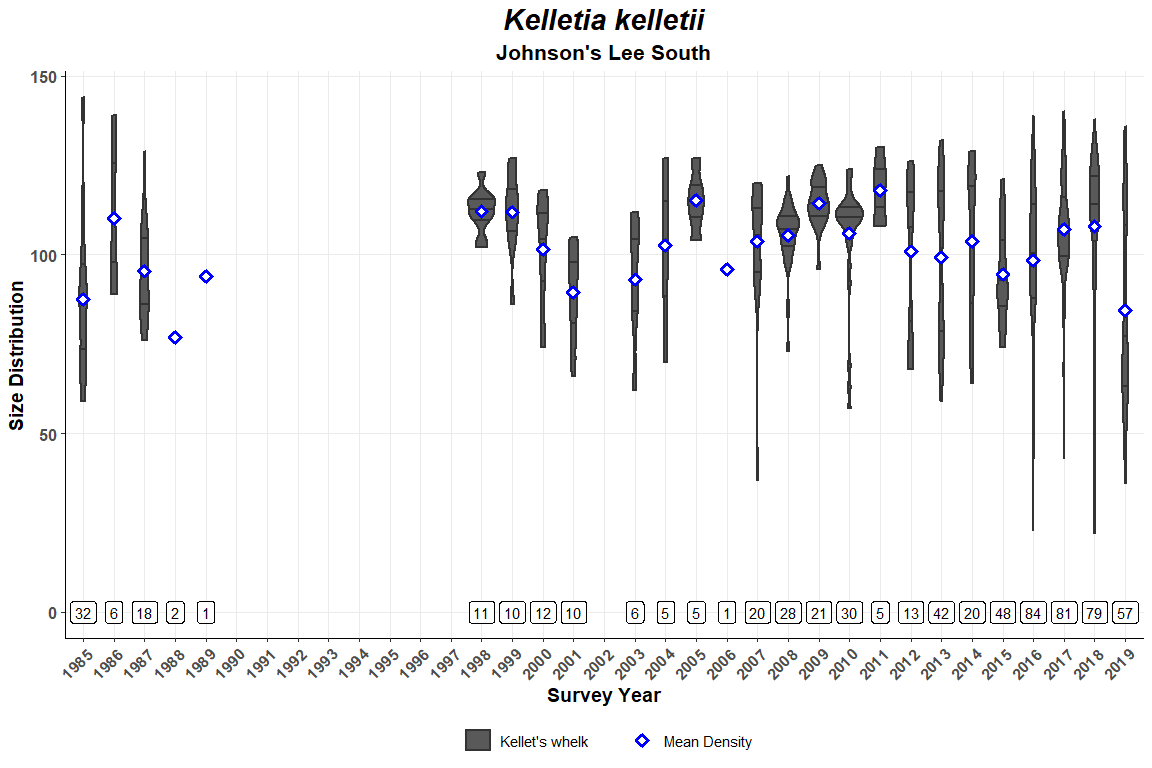 Kelletia kelletii
Johnson's Lee South
Size Distribution
150
100
50
0
32 6 18 2 1 11 10 12 10 6 5 5 1 20 28 21 30 5 13 42 20 48 84 81 79 57
1985 1986 1987 1988 1989 1990 1991 1992 1993 1994 1995 1996 1997 1998 1999 2000 2001 2002 2003 2004 2005 2006 2007 2008 2009 2010 2011 2012 2013 2014 2015 2016 2017 2018 2019
Survey Year
Kellet's whelk Mean Density